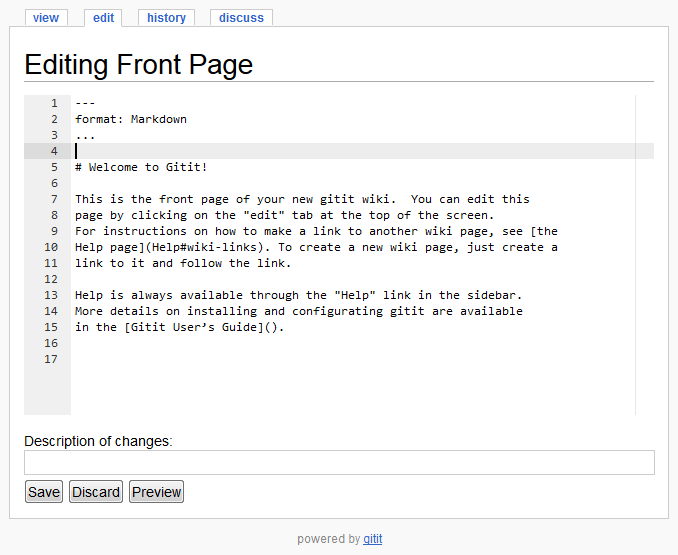 view edit history discuss
Editing Front Page
1 ---
2 format: Markdown
3 ...
4
5 # Welcome to Gitit!
6
7 This is the front page of your new gitit wiki.  You can edit this
8 page by clicking on the "edit" tab at the top of the screen.
9 For instructions on how to make a link to another wiki page, see [the
10 Help page](Help#wiki-links). To create a new wiki page, just create a
11 link to it and follow the link.
12
13 Help is always available through the "Help" link in the sidebar.
14 More details on installing and configurating gitit are available
15 in the [Gitit User’s Guide]().
16
17
Description of changes:
Save Discard Preview
powered by gitit